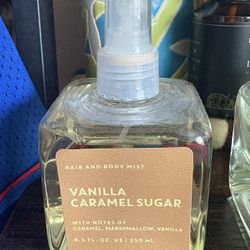 HAIR AND BODY MIST
VANILLA
CARAMEL SUGAR
WITH NOTES OF
CARAMEL, MARSHMALLOW, VANILLA
8.4 FL. OZ. US / 250 ML